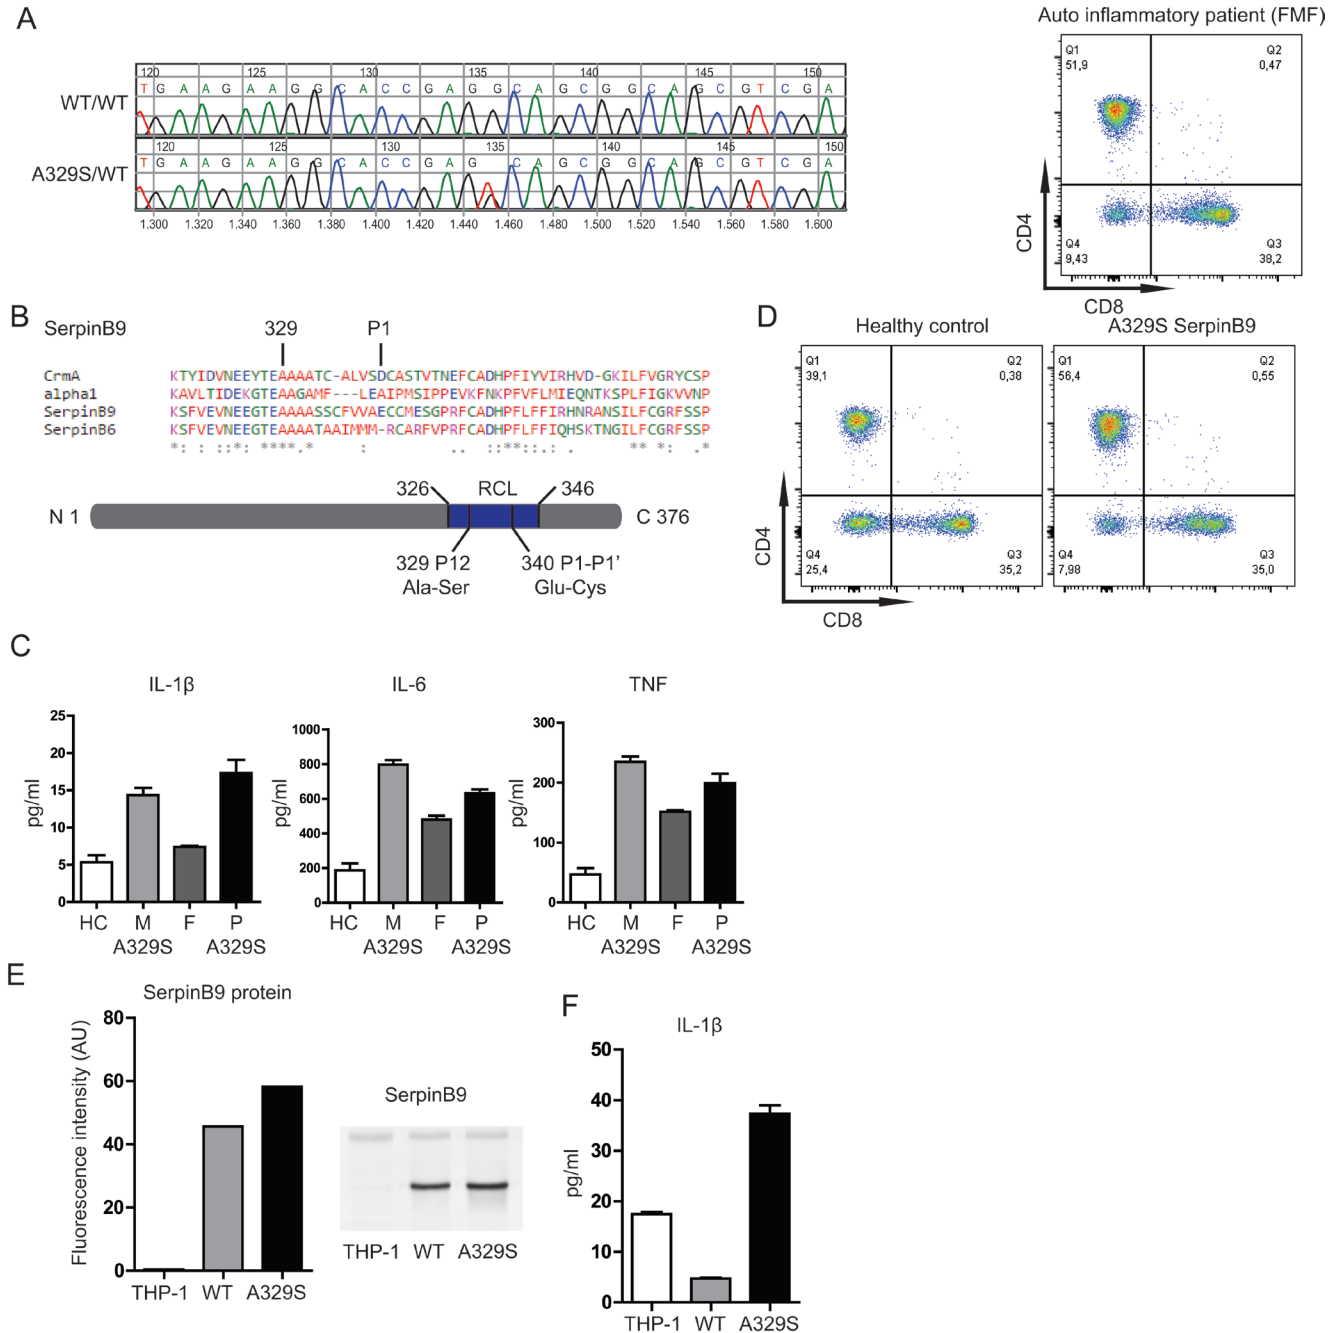 A
WT/WT
120 125 130 135 140 145 150
T G A A G A A G G C A C C G A G G C A G C G G C A G C G T C G A
A329S/WT
120 125 130 135 140 145 150
T G A A G A A G G C A C C G A G C A G C G G C A G C G T C G A
1.300 1.320 1.340 1.360 1.380 1.400 1.420 1.440 1.460 1.480 1.500 1.520 1.540 1.560 1.580 1.600
Auto inflammatory patient (FMF)
Q1
51,9
Q2
0,47
Q4
9,43
Q3
38,2
CD4
CD8
B
SerpinB9 329 P1
CrmA KTYIDVNEEYTEAAAATC-ALVSDCASTVTNEFCADHPFIYVIRHVD-GKILFVGRYCSP
alpha1 KAVLTIDEKGTEAAGAMF---LEAIPMSIPPEVKFNKPFVFLMIEQNTKSPLFIGKVVNP
SerpinB9 KSFVEVNEEGTEAAAASSCFVVAECCMESGPRFCADHPFLFFIRHNRANSILFCGRFSSP
SerpinB6 KSFVEVNEEGTEAAAATAAIMMM-RCARFVPRFCADHPFLFFIQHSKTNGILFCGRFSSP
326 RCL 346
N 1 C 376
329 P12 340 P1-P1'
Ala-Ser Glu-Cys
D
Healthy control
Q1
39,1
Q2
0,38
Q4
25,4
Q3
35,2
A329S SerpinB9
Q1
56,4
Q2
0,55
Q4
7,98
Q3
35,0
CD4
CD8
C
IL-1β
25
20
15
10
5
0
pg/ml
HC M F P
A329S A329S
IL-6
1000
800
600
400
200
0
pg/ml
HC M F P
A329S A329S
TNF
300
200
100
0
pg/ml
HC M F P
A329S A329S
E
SerpinB9 protein
80
60
40
20
0
Fluorescence intensity (AU)
THP-1 WT A329S
SerpinB9
THP-1 WT A329S
F
IL-1β
50
40
30
20
10
0
pg/ml
THP-1 WT A329S